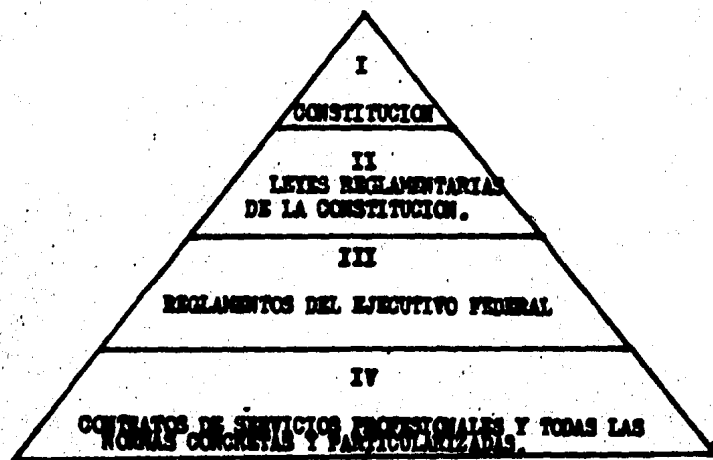 I
CONSTITUCION
II
LEYES REGLAMENTARIAS
DE LA CONSTITUCION.
III
REGLAMENTOS DEL EJECUTIVO FEDERAL
IV
CONTRATOS DE SERVICIOS PROFESIONALES Y TODAS LAS
NORMAS CONCRETAS Y PARTICULARIZADAS.